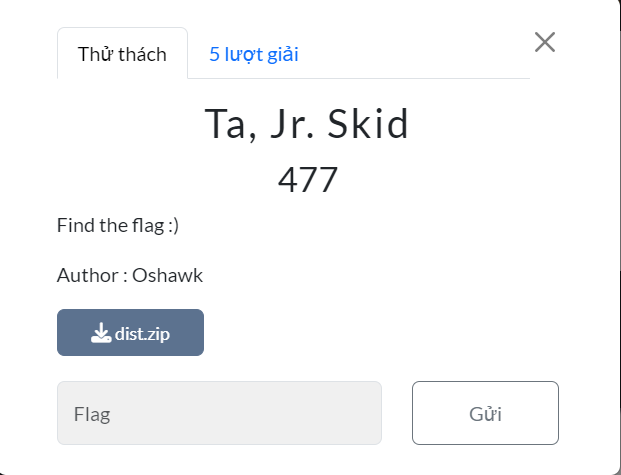 Thử thách
5 lượt giải
Ta, Jr. Skid
477
Find the flag :)
Author : Oshawk
dist.zip
Flag
Gửi